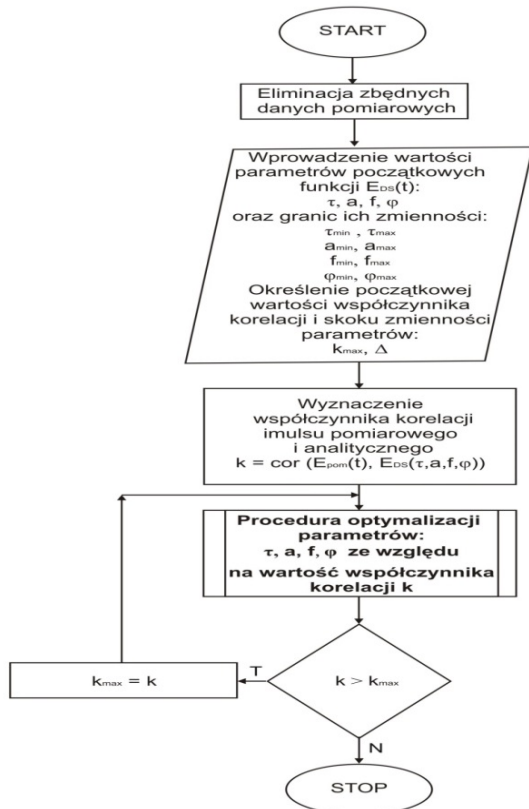 START
Eliminacja zbędnych
danych pomiarowych
Wprowadzenie wartości
parametrów początkowych
funkcji E_DS(t):
τ, a, f, φ
oraz granic ich zmienności:
τmin , τmax
amin, amax
fmin, fmax
φmin, φmax
Określenie początkowej
wartości współczynnika
korelacji i skoku zmienności
parametrów:
kmax, Δ
Wyznaczenie
współczynnika korelacji
imulsu pomiarowego
i analitycznego
k = cor (Epom(t), EDS(τ,a,f,φ))
Procedura optymalizacji
parametrów:
τ, a, f, φ ze względu
na wartość współczynnika
korelacji k
k > kmax
T
kmax = k
N
STOP